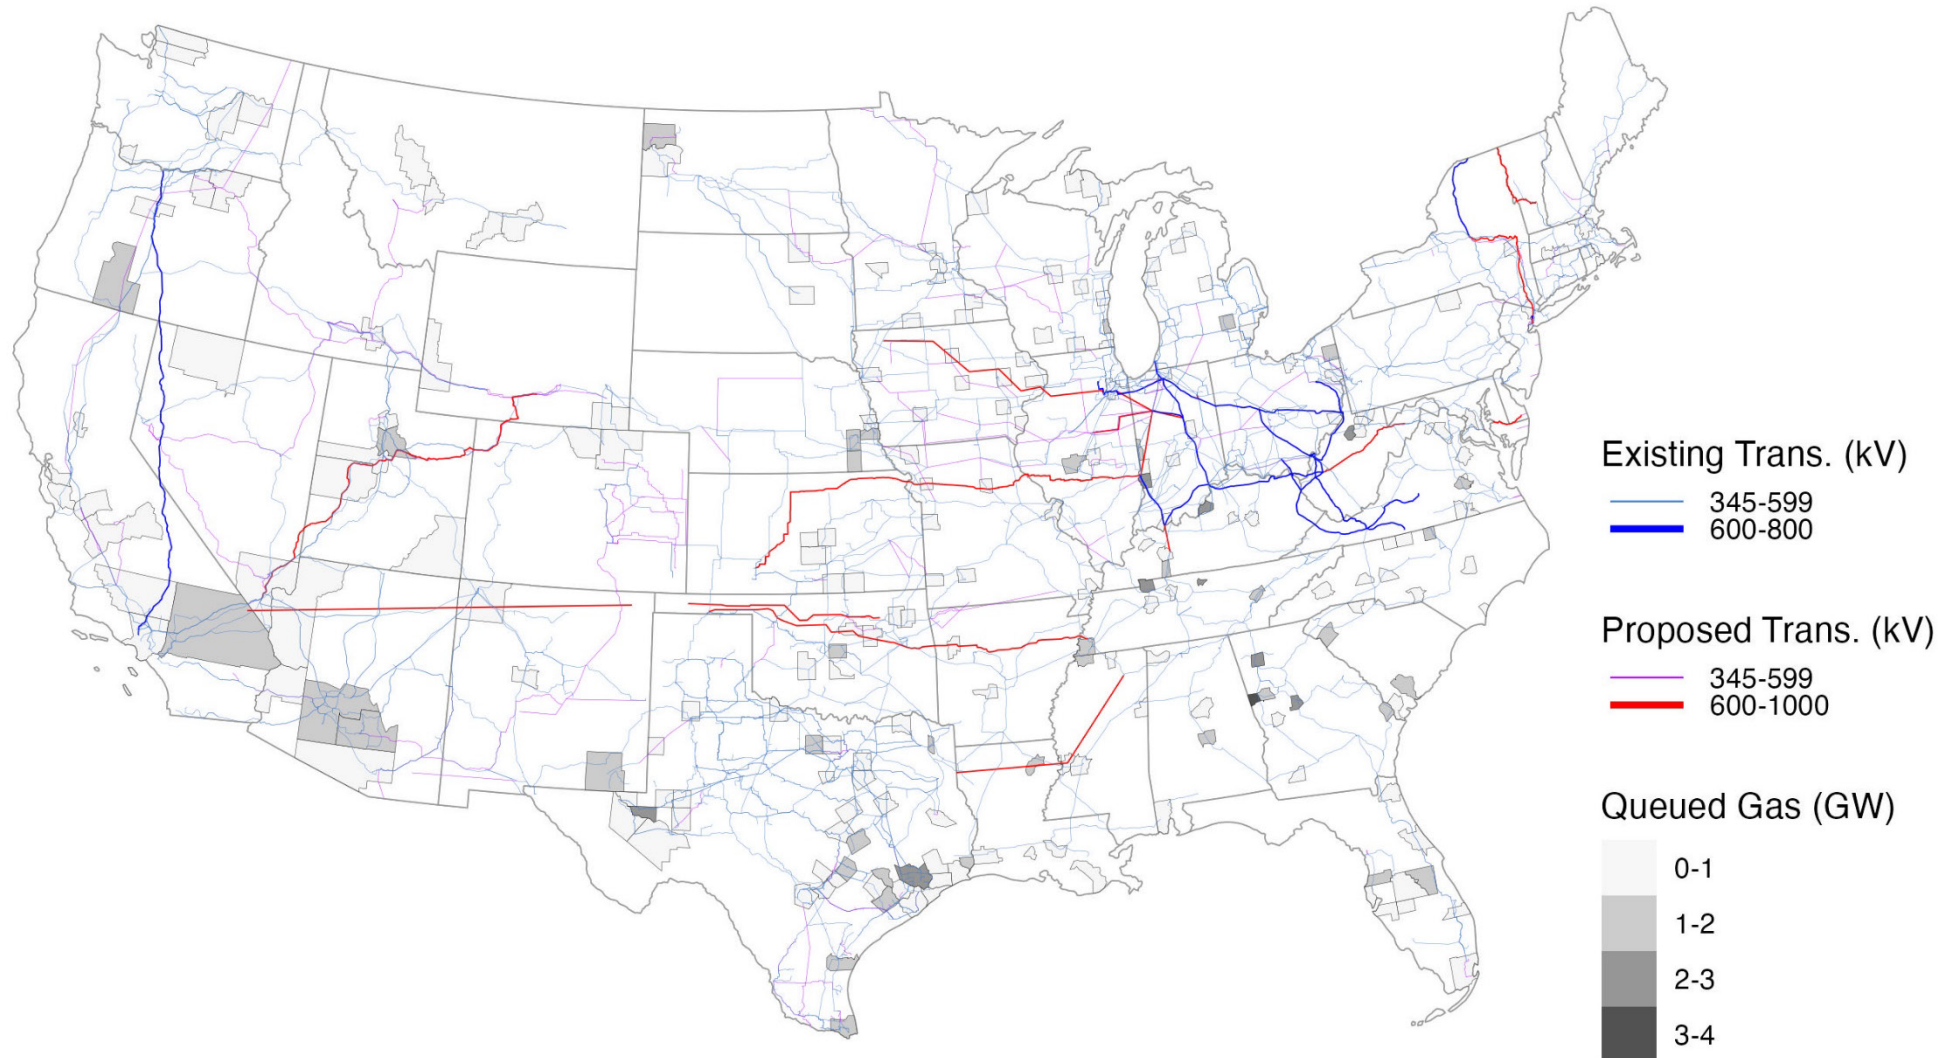 Existing Trans. (kV)
345-599
600-800
Proposed Trans. (kV)
345-599
600-1000
Queued Gas (GW)
0-1
1-2
2-3
3-4